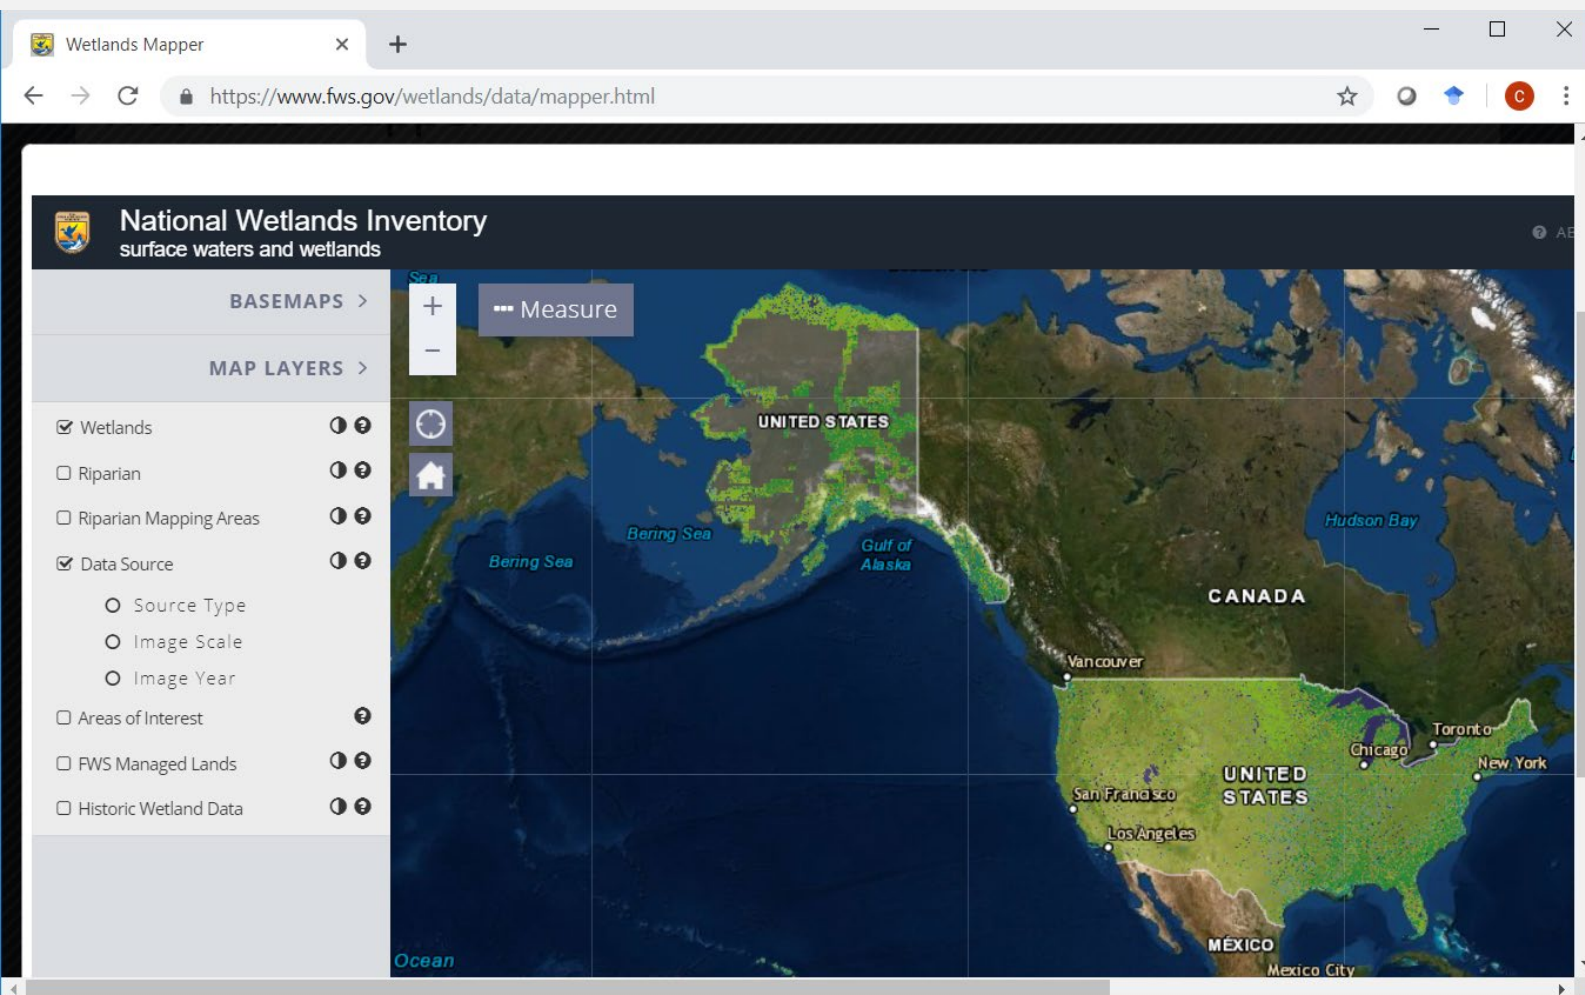 Wetlands Mapper
https://www.fws.gov/wetlands/data/mapper.html
C
National Wetlands Inventory
surface waters and wetlands
BASEMAPS >
MAP LAYERS >
Wetlands
Riparian
Riparian Mapping Areas
Data Source
Source Type
Image Scale
Image Year
Areas of Interest
FWS Managed Lands
Historic Wetland Data
Sea
+
−
Measure
UNITED STATES
Bering Sea
Bering Sea
Gulf of
Alaska
Hudson Bay
CANADA
Vancouver
Toronto
Chicago
New York
UNITED
STATES
San Francisco
Los Angeles
MÉXICO
Mexico City
Ocean